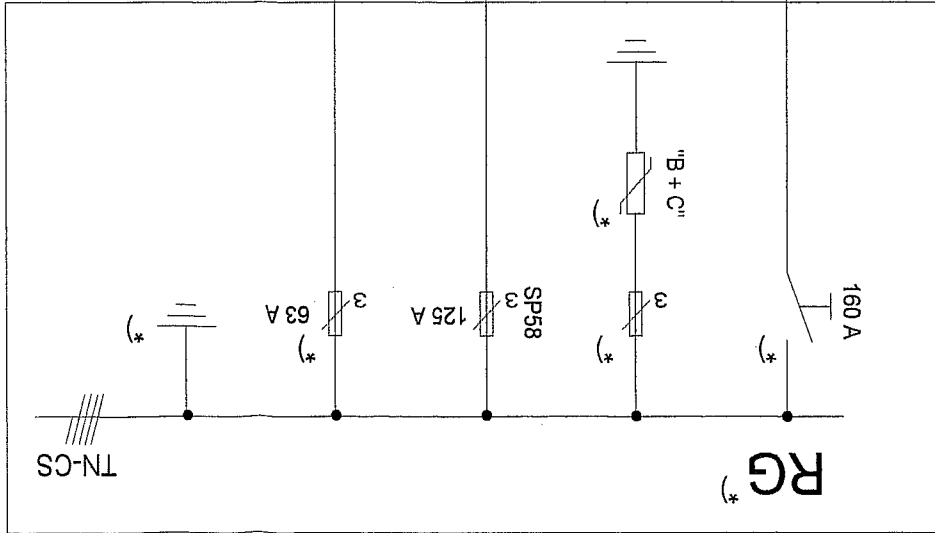 RG *)
TN-CS
160 A
*)
*)
3
"B + C"
*)
SP58
125 A
3
*)
63 A
3
*)